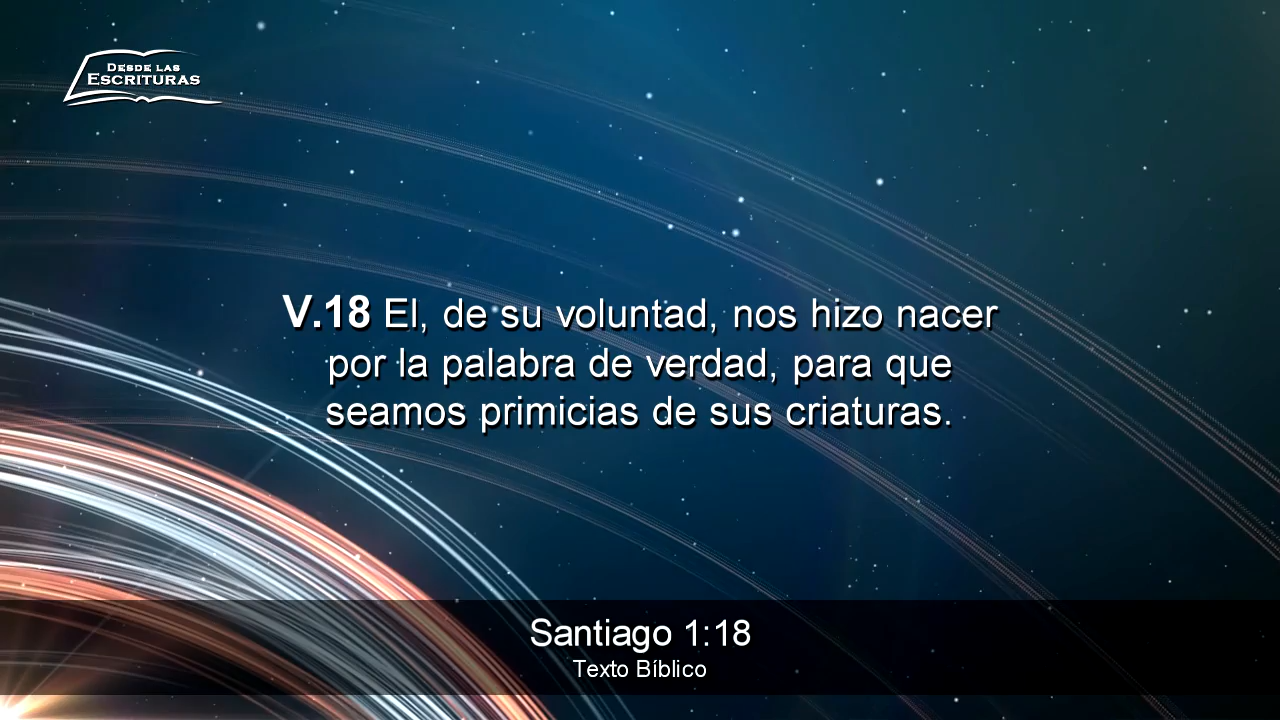 DESDE LAS
ESCRITURAS
V.18 El, de su voluntad, nos hizo nacer
por la palabra de verdad, para que
seamos primicias de sus criaturas.
Santiago 1:18
Texto Bíblico